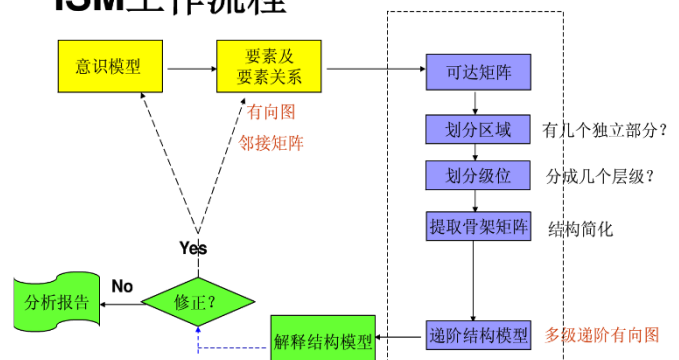 ISM工作流程
意识模型
要素及
要素关系
可达矩阵
有向图
邻接矩阵
划分区域
有几个独立部分？
划分级位
分成几个层级？
提取骨架矩阵
结构简化
Yes
No
分析报告
修正？
解释结构模型
递阶结构模型
多级递阶有向图